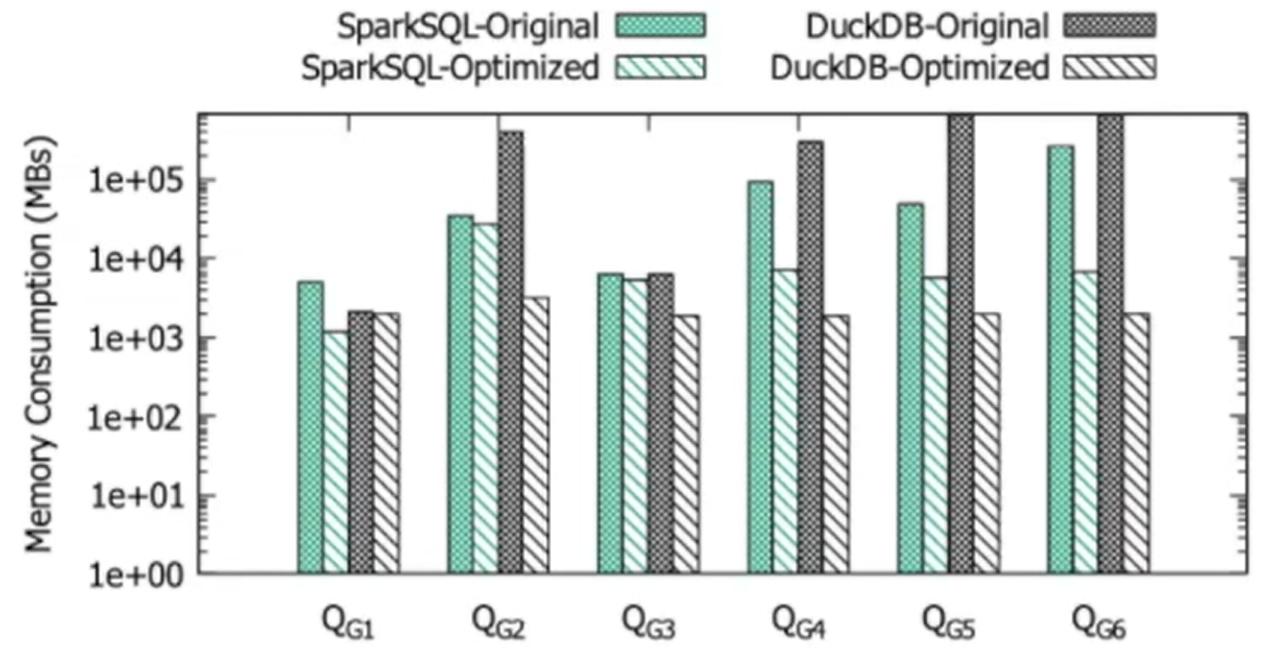 SparkSQL-Original
SparkSQL-Optimized
DuckDB-Original
DuckDB-Optimized
Memory Consumption (MBs)
1e+05
1e+04
1e+03
1e+02
1e+01
1e+00
QG1 QG2 QG3 QG4 QG5 QG6